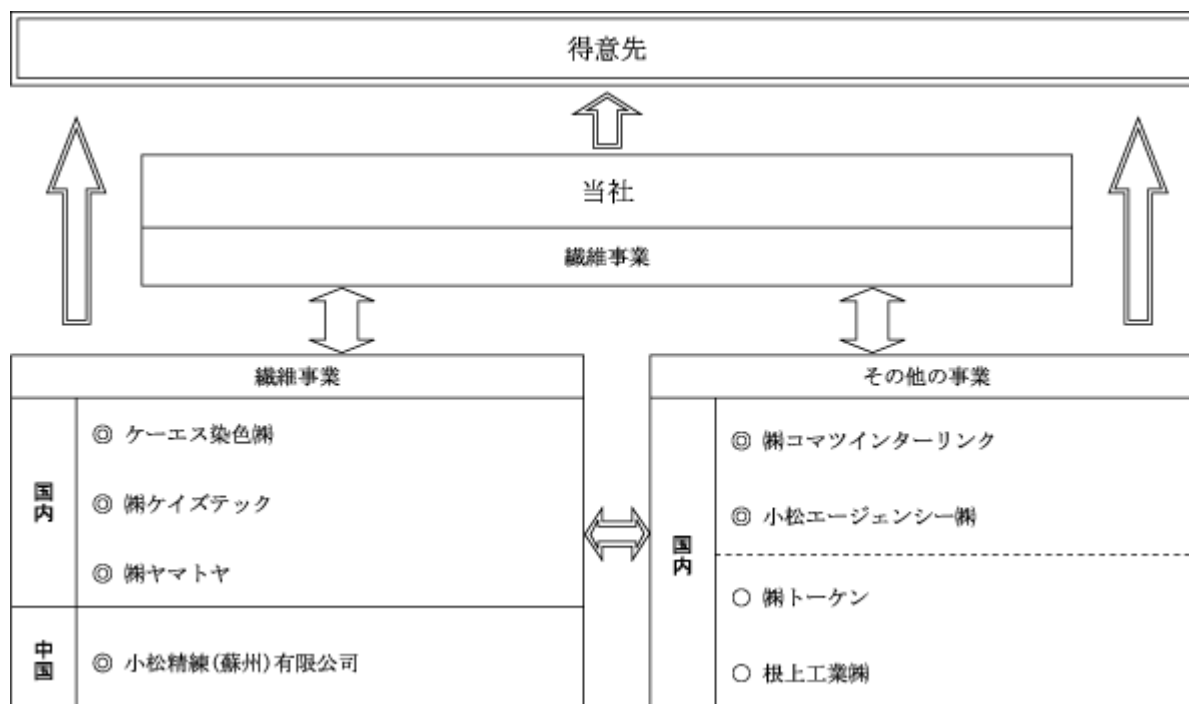 得意先
当社
繊維事業
繊維事業
国内
◎ ケーエス染色㈱
◎ ㈱ケイズテック
◎ ㈱ヤマトヤ
中国
◎ 小松精練(蘇州)有限公司
その他の事業
国内
◎ ㈱コマツインターリンク
◎ 小松エージェンシー㈱
○ ㈱トーケン
○ 根上工業㈱